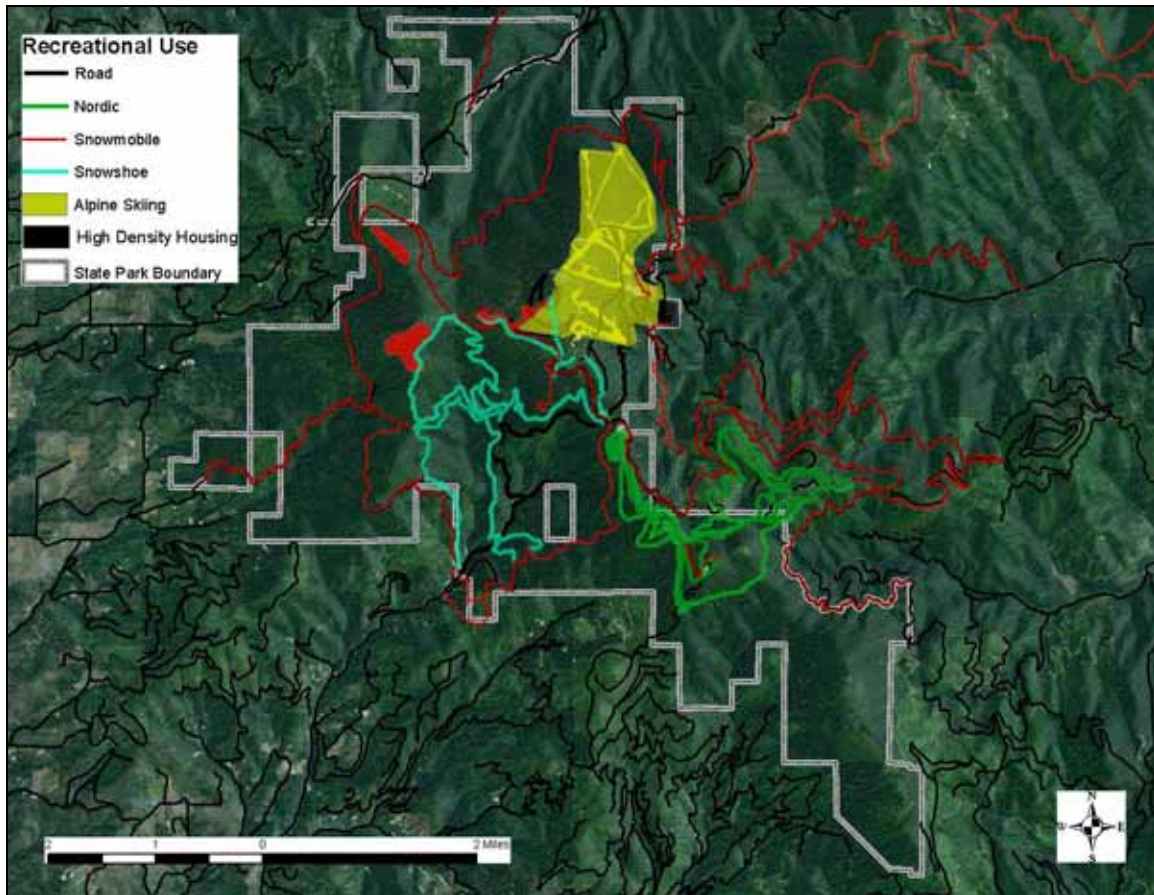 Recreational Use
Road
Nordic
Snowmobile
Snowshoe
Alpine Skiing
High Density Housing
State Park Boundary
2 1 0 2 Miles
N
W E
S